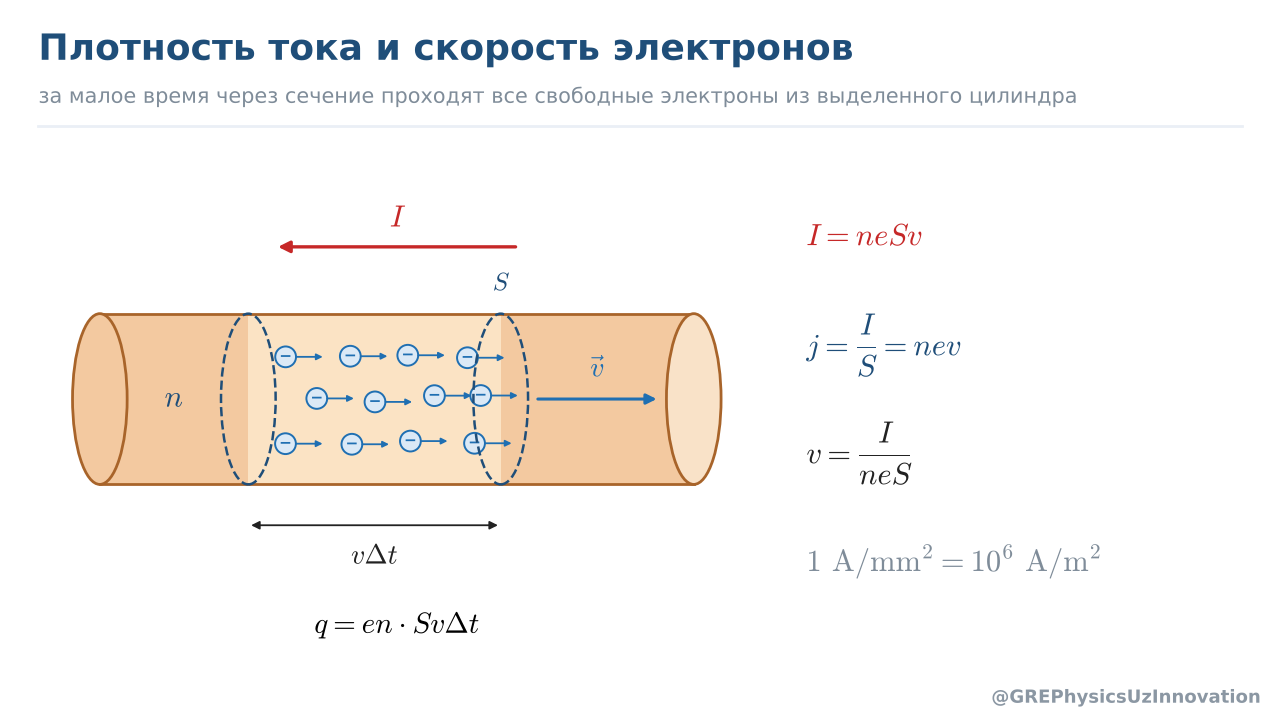 Плотность тока и скорость электронов
за малое время через сечение проходят все свободные электроны из выделенного цилиндра
I
S
n
v⃗
vΔt
q = en · SvΔt
I = neSv
j = I/S = nev
v = I/neS
1 A/mm² = 10⁶ A/m²
@GREPhysicsUzInnovation